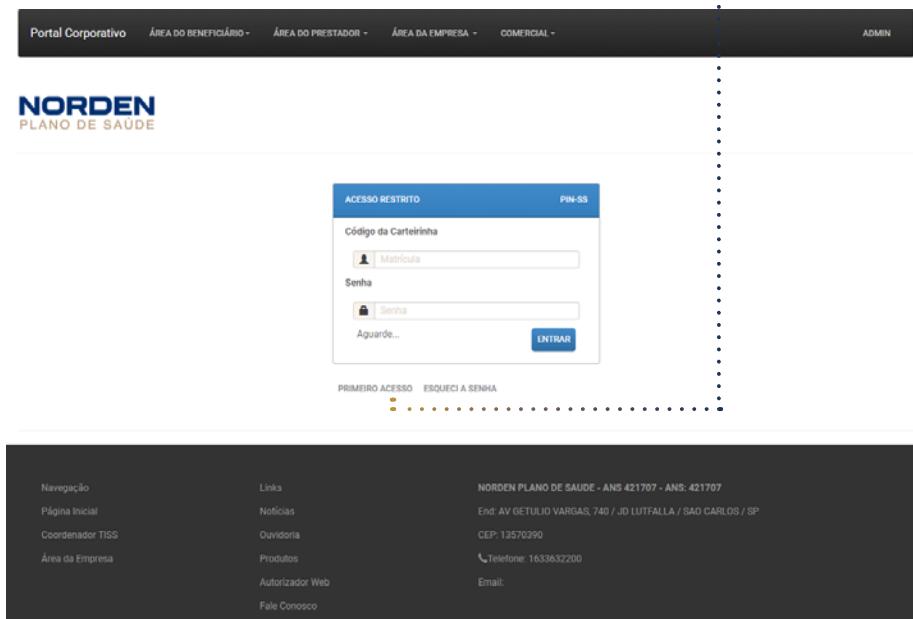 Portal Corporativo ÁREA DO BENEFICIÁRIO ÁREA DO PRESTADOR ÁREA DA EMPRESA COMERCIAL ADMIN
NORDEN
PLANO DE SAÚDE
ACESSO RESTRITO PIN-SS
Código da Carteirinha
Matrícula
Senha
Senha
Aguarde...
ENTRAR
PRIMEIRO ACESSO ESQUECI A SENHA
Navegação
Página Inicial
Coordenador TISS
Área da Empresa
Links
Notícias
Ouvidoria
Produtos
Autorizador Web
Fale Conosco
NORDEN PLANO DE SAUDE - ANS 421707 - ANS: 421707
End: AV GETULIO VARGAS, 740 / JD LUTFALLA / SAO CARLOS / SP
CEP: 13570390
Telefone: 1633632200
Email: